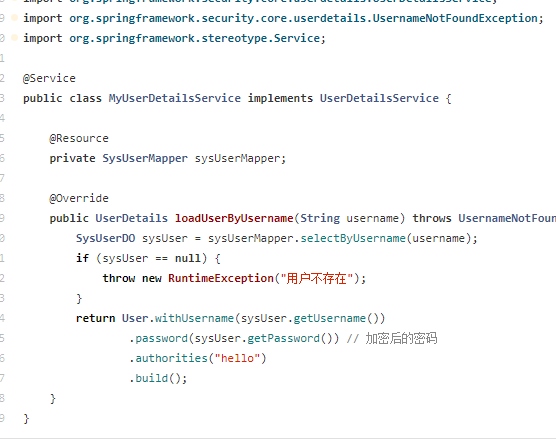 import org.springframework.security.core.userdetails.UserDetailsService;
import org.springframework.security.core.userdetails.UsernameNotFoundException;
import org.springframework.stereotype.Service;
@Service
public class MyUserDetailsService implements UserDetailsService {
@Resource
private SysUserMapper sysUserMapper;
@Override
public UserDetails loadUserByUsername(String username) throws UsernameNotFoun
SysUserDO sysUser = sysUserMapper.selectByUsername(username);
if (sysUser == null) {
throw new RuntimeException("用户不存在");
}
return User.withUsername(sysUser.getUsername())
.password(sysUser.getPassword()) // 加密后的密码
.authorities("hello")
.build();
}
}